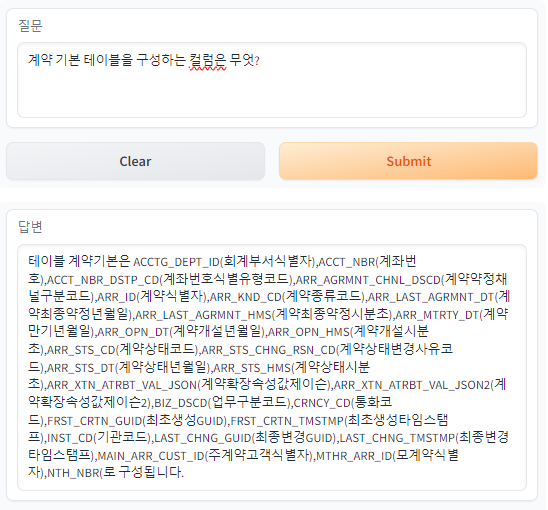 질문
계약 기본 테이블을 구성하는 컬럼은 무엇?
Clear
Submit
답변
테이블 계약기본은 ACCTG_DEPT_ID(회계부서식별자),ACCT_NBR(계좌번
호),ACCT_NBR_DSTP_CD(계좌번호식별유형코드),ARR_AGRMNT_CHNL_DSCD(계약약정채
널구분코드),ARR_ID(계약식별자),ARR_KND_CD(계약종류코드),ARR_LAST_AGRMNT_DT(계
약최종약정년월일),ARR_LAST_AGRMNT_HMS(계약최종약정시분초),ARR_MTRTY_DT(계약
만기년월일),ARR_OPN_DT(계약개설년월일),ARR_OPN_HMS(계약개설시분
초),ARR_STS_CD(계약상태코드),ARR_STS_CHNG_RSN_CD(계약상태변경사유코
드),ARR_STS_DT(계약상태년월일),ARR_STS_HMS(계약상태시분
초),ARR_XTN_ATRBT_VAL_JSON(계약확장속성값제이슨),ARR_XTN_ATRBT_VAL_JSON2(계
약확장속성값제이슨2),BIZ_DSCD(업무구분코드),CRNCY_CD(통화코
드),FRST_CRTN_GUID(최초생성GUID),FRST_CRTN_TMSTMP(최초생성타임스탬
프),INST_CD(기관코드),LAST_CHNG_GUID(최종변경GUID),LAST_CHNG_TMSTMP(최종변경
타임스탬프),MAIN_ARR_CUST_ID(주계약고객식별자),MTHR_ARR_ID(모계약식별
자),NTH_NBR(로 구성됩니다.